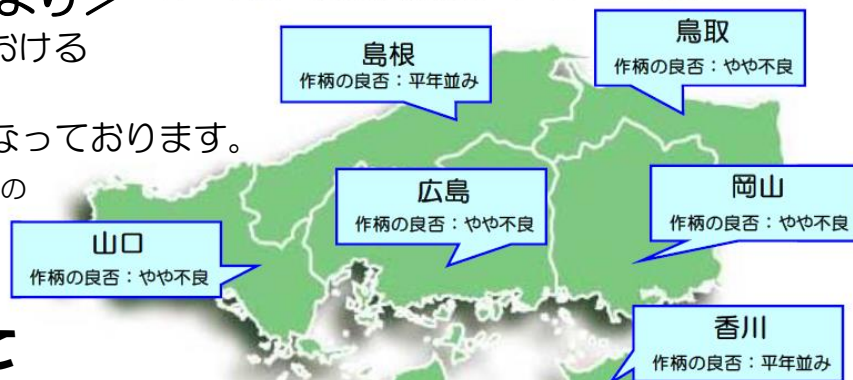 より＞
おける
なっております。
の
島根
作柄の良否：平年並み
鳥取
作柄の良否：やや不良
広島
作柄の良否：やや不良
岡山
作柄の良否：やや不良
山口
作柄の良否：やや不良
香川
作柄の良否：平年並み
て